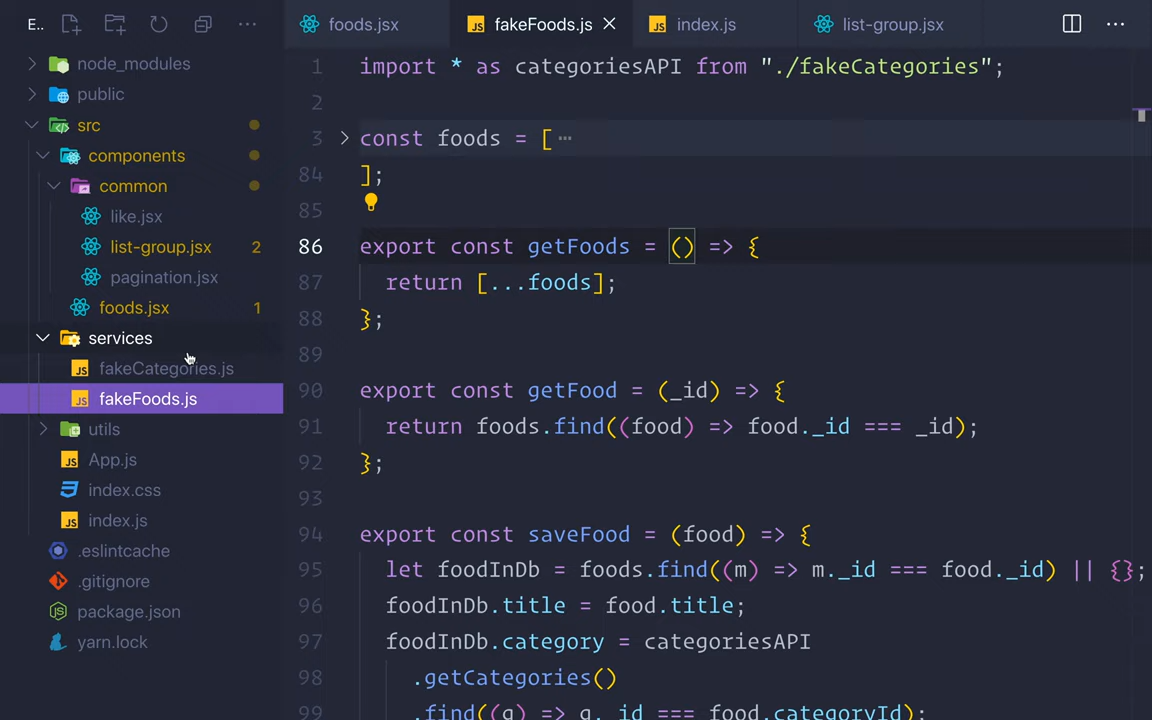 E..
node_modules
public
src
components
common
like.jsx
list-group.jsx 2
pagination.jsx
foods.jsx 1
services
fakeCategories.js
fakeFoods.js
utils
App.js
index.css
index.js
.eslintcache
.gitignore
package.json
yarn.lock
foods.jsx fakeFoods.js index.js list-group.jsx
1 import * as categoriesAPI from "./fakeCategories";
2
3 const foods = [ ⋯
84 ];
85
86 export const getFoods = () => {
87 return [...foods];
88 };
89
90 export const getFood = (_id) => {
91 return foods.find((food) => food._id === _id);
92 };
93
94 export const saveFood = (food) => {
95 let foodInDb = foods.find((m) => m._id === food._id) || {};
96 foodInDb.title = food.title;
97 foodInDb.category = categoriesAPI
98 .getCategories()
99 .find((g) => g._id === food.categoryId);